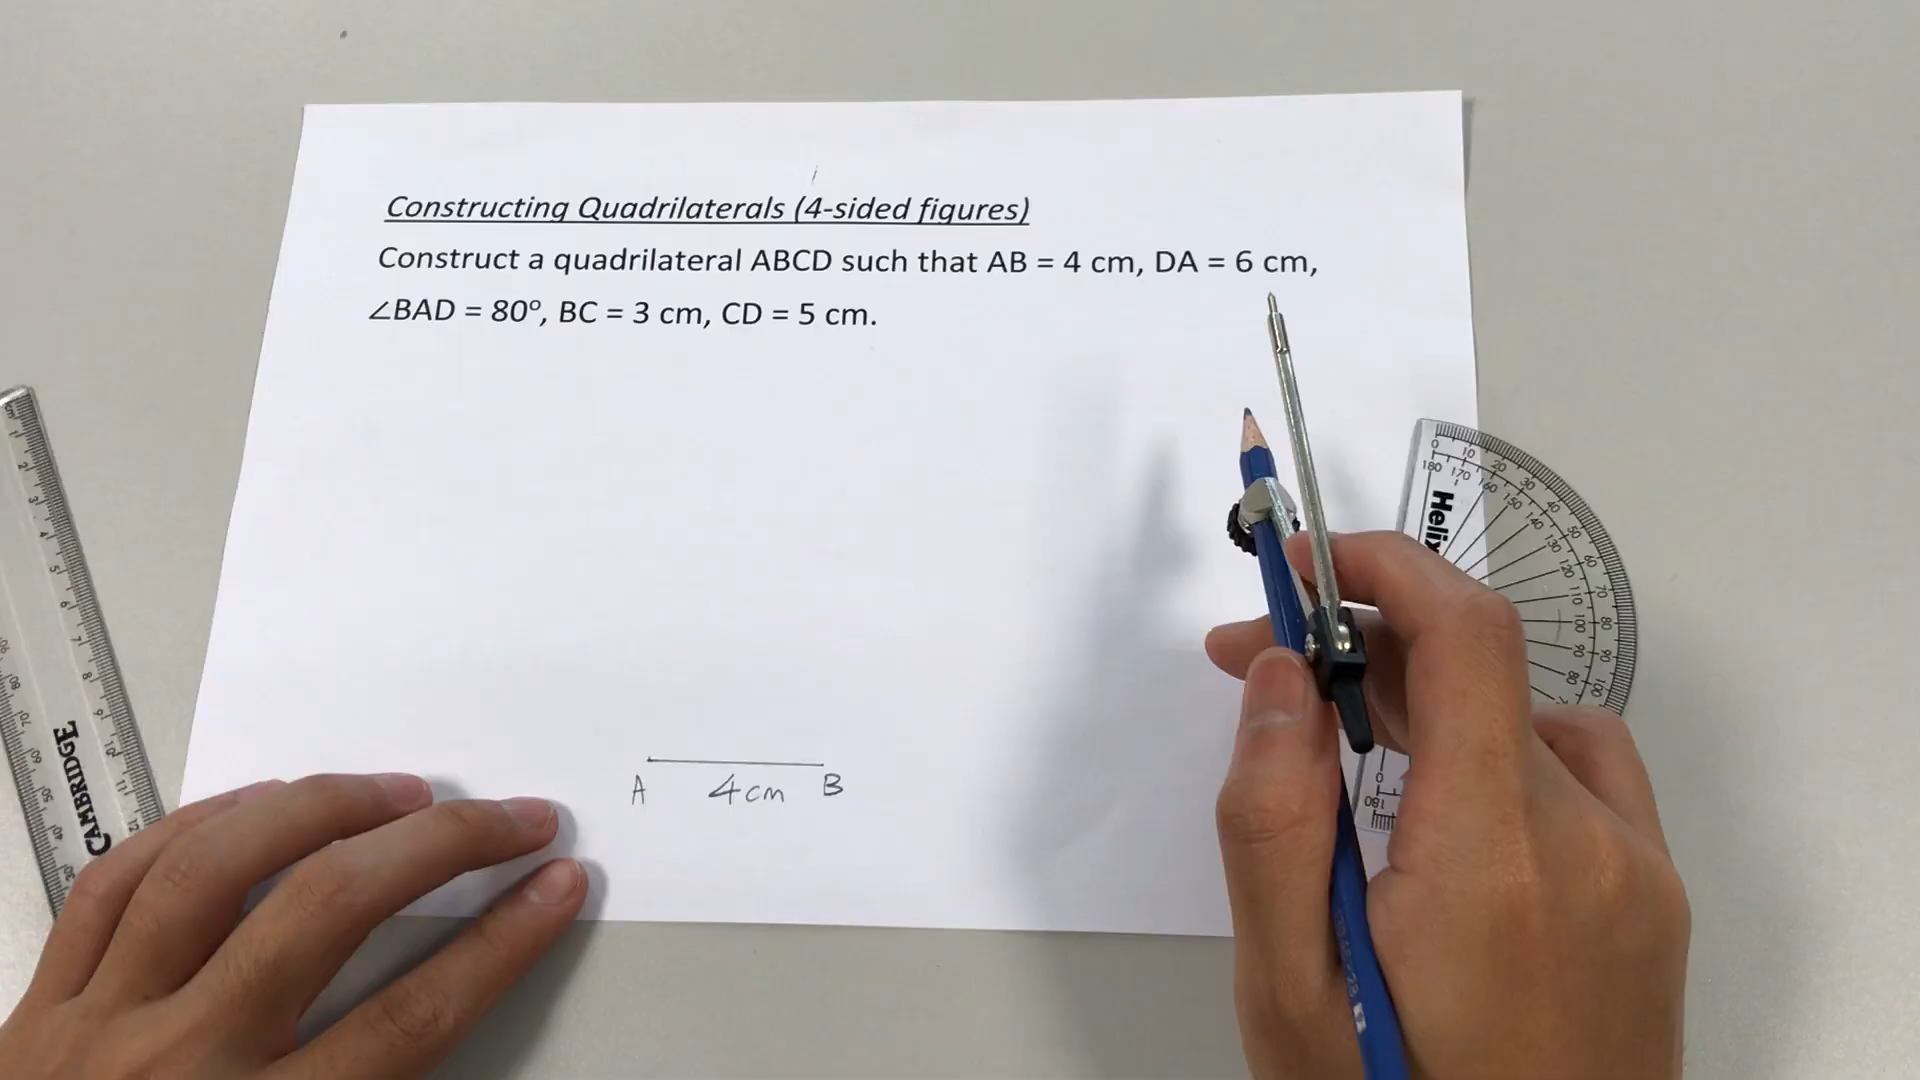 Constructing Quadrilaterals (4-sided figures)
Construct a quadrilateral ABCD such that AB = 4 cm, DA = 6 cm,
∠BAD = 80°, BC = 3 cm, CD = 5 cm.
A 4cm B
CAMBRIDGE
Helix